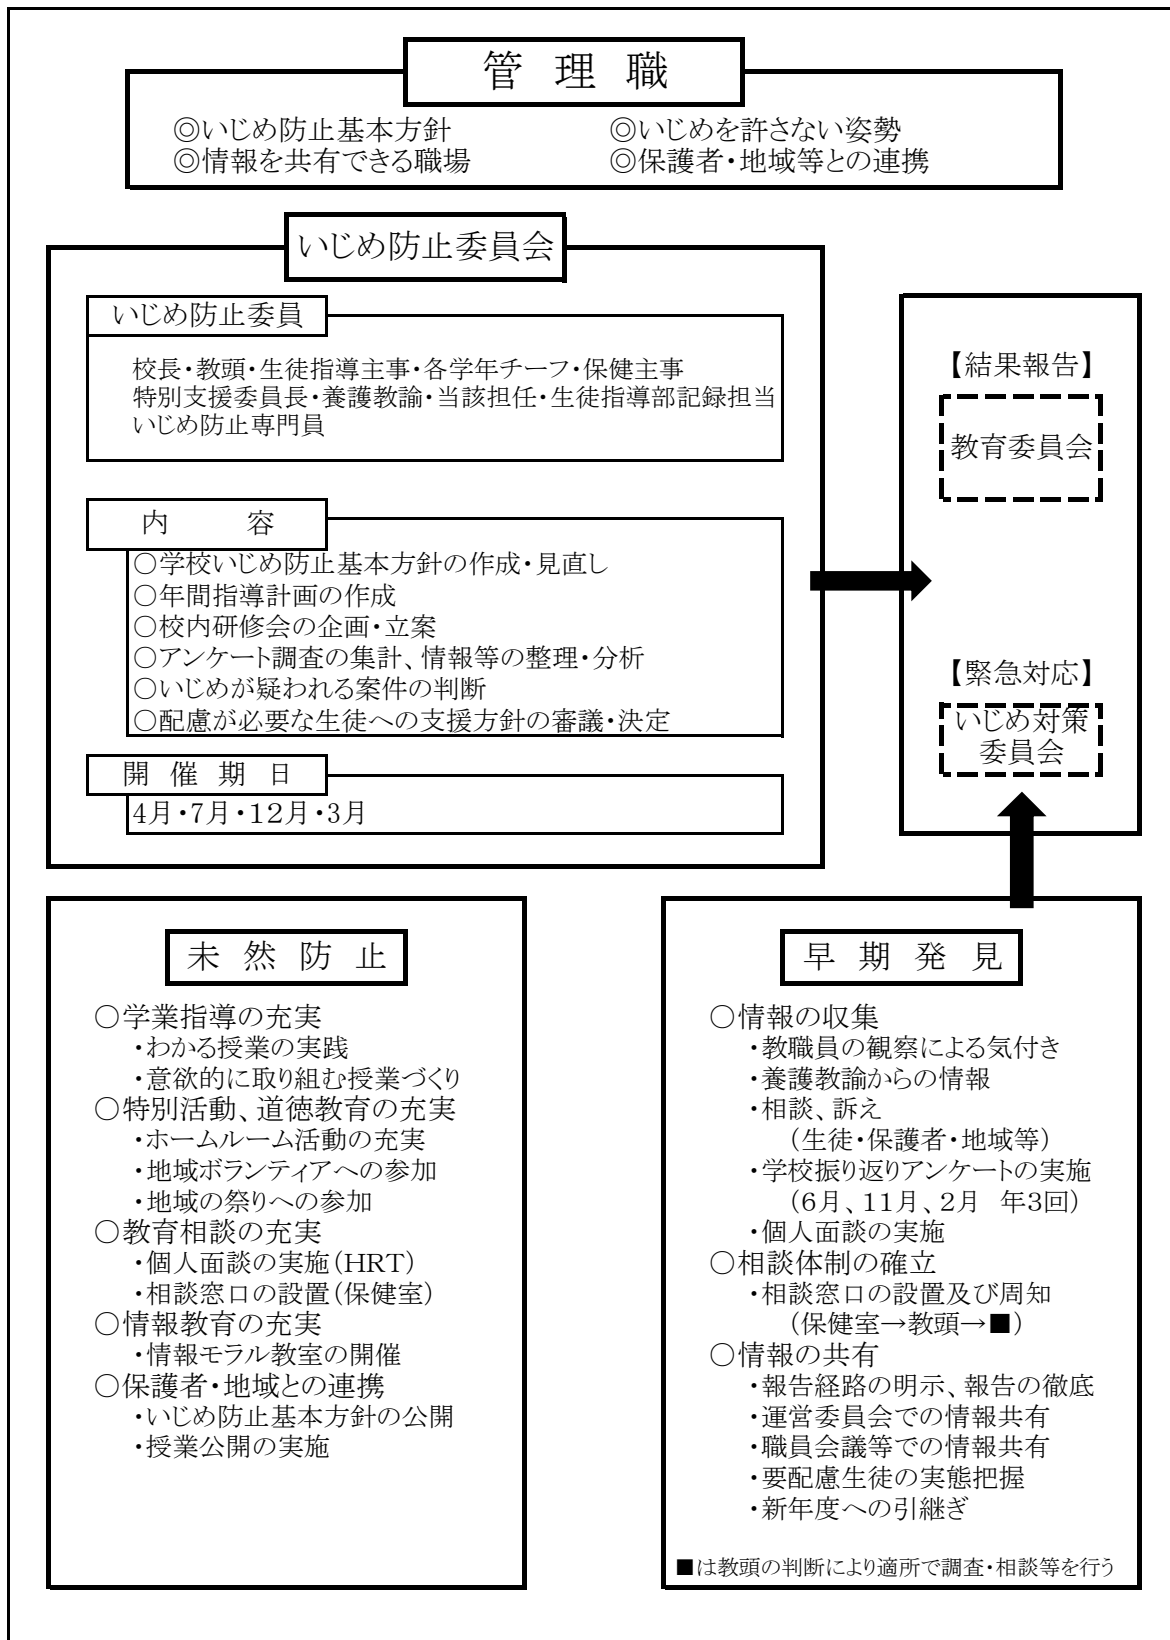 管理職
◎いじめ防止基本方針
◎いじめを許さない姿勢
◎情報を共有できる職場
◎保護者・地域等との連携
いじめ防止委員会
いじめ防止委員
校長・教頭・生徒指導主事・各学年チーフ・保健主事
特別支援委員長・養護教諭・当該担任・生徒指導部記録担当
いじめ防止専門員
内　　容
○学校いじめ防止基本方針の作成・見直し
○年間指導計画の作成
○校内研修会の企画・立案
○アンケート調査の集計、情報等の整理・分析
○いじめが疑われる案件の判断
○配慮が必要な生徒への支援方針の審議・決定
開催期日
4月・7月・12月・3月
【結果報告】
教育委員会
【緊急対応】
いじめ対策
委員会
未然防止
○学業指導の充実
・わかる授業の実践
・意欲的に取り組む授業づくり
○特別活動、道徳教育の充実
・ホームルーム活動の充実
・地域ボランティアへの参加
・地域の祭りへの参加
○教育相談の充実
・個人面談の実施（HRT）
・相談窓口の設置（保健室）
○情報教育の充実
・情報モラル教室の開催
○保護者・地域との連携
・いじめ防止基本方針の公開
・授業公開の実施
早期発見
○情報の収集
・教職員の観察による気付き
・養護教諭からの情報
・相談、訴え
（生徒・保護者・地域等）
・学校振り返りアンケートの実施
（6月、11月、2月　年3回）
・個人面談の実施
○相談体制の確立
・相談窓口の設置及び周知
（保健室→教頭→■）
○情報の共有
・報告経路の明示、報告の徹底
・運営委員会での情報共有
・職員会議等での情報共有
・要配慮生徒の実態把握
・新年度への引継ぎ
■は教頭の判断により適所で調査・相談等を行う